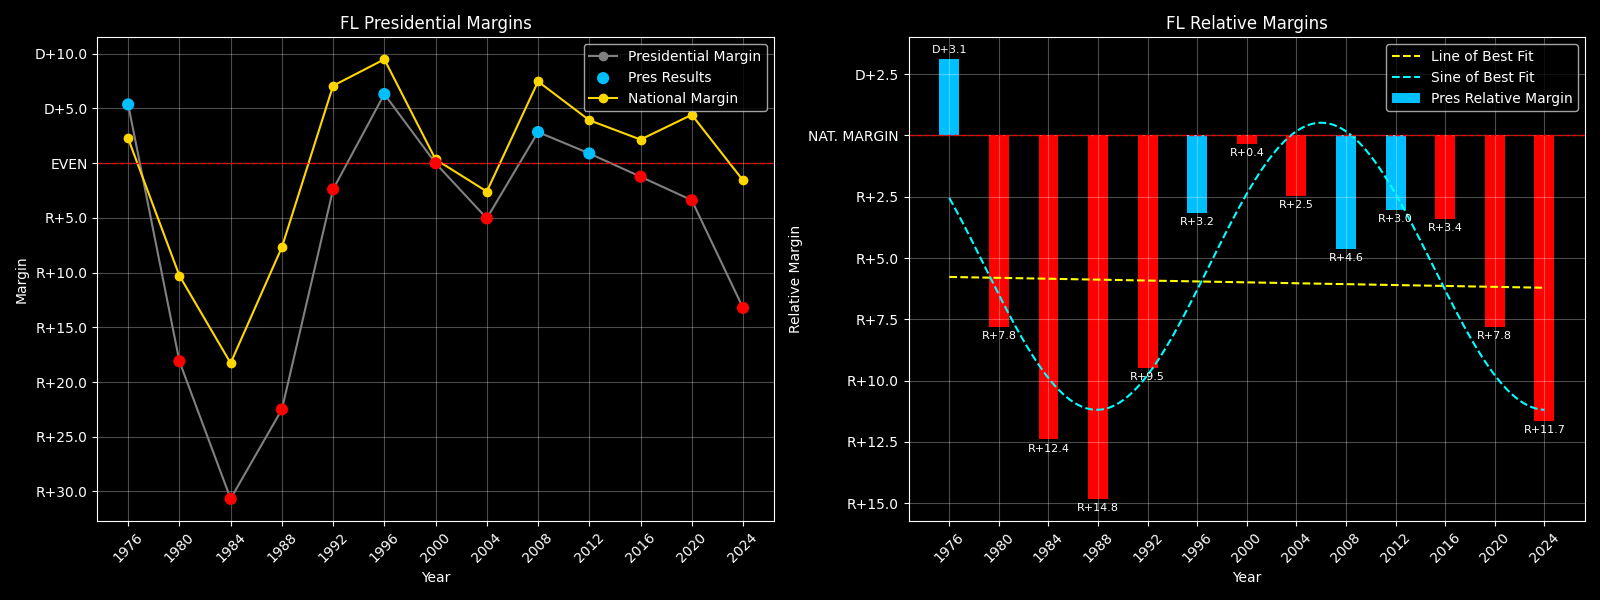 FL Presidential Margins
D+10.0
D+5.0
EVEN
R+5.0
R+10.0
R+15.0
R+20.0
R+25.0
R+30.0
Margin
Presidential Margin
Pres Results
National Margin
1976
1980
1984
1988
1992
1996
2000
2004
2008
2012
2016
2020
2024
Year
FL Relative Margins
D+2.5
NAT. MARGIN
R+2.5
R+5.0
R+7.5
R+10.0
R+12.5
R+15.0
Relative Margin
Line of Best Fit
Sine of Best Fit
Pres Relative Margin
D+3.1
R+7.8
R+12.4
R+14.8
R+9.5
R+3.2
R+0.4
R+2.5
R+4.6
R+3.0
R+3.4
R+7.8
R+11.7
1976
1980
1984
1988
1992
1996
2000
2004
2008
2012
2016
2020
2024
Year